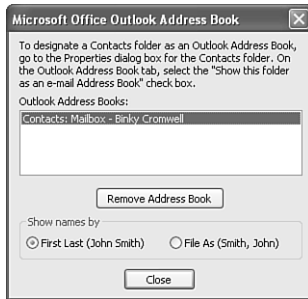 Microsoft Office Outlook Address Book
To designate a Contacts folder as an Outlook Address Book,
go to the Properties dialog box for the Contacts folder. On
the Outlook Address Book tab, select the "Show this folder
as an e-mail Address Book" check box.
Outlook Address Books:
Contacts: Mailbox - Binky Cromwell
Remove Address Book
Show names by
First Last (John Smith) File As (Smith, John)
Close